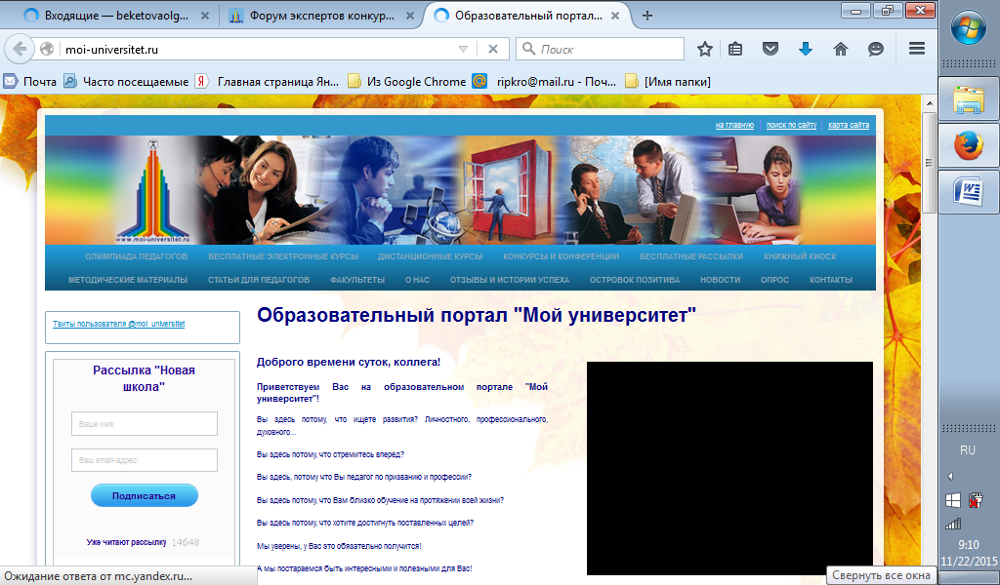 Входящие — beketovaolg...
Форум экспертов конкур...
Образовательный портал...
moi-universitet.ru
Поиск
Почта
Часто посещаемые
Главная страница Ян...
Из Google Chrome
ripkro@mail.ru - Поч...
[Имя папки]
на главную
поиск по сайту
карта сайта
www.moi-universitet.ru
ОЛИМПИАДА ПЕДАГОГОВ БЕСПЛАТНЫЕ ЭЛЕКТРОННЫЕ КУРСЫ ДИСТАНЦИОННЫЕ КУРСЫ КОНКУРСЫ И КОНФЕРЕНЦИИ БЕСПЛАТНЫЕ РАССЫЛКИ КНИЖНЫЙ КИОСК
МЕТОДИЧЕСКИЕ МАТЕРИАЛЫ СТАТЬИ ДЛЯ ПЕДАГОГОВ ФАКУЛЬТЕТЫ О НАС ОТЗЫВЫ И ИСТОРИИ УСПЕХА ОСТРОВОК ПОЗИТИВА НОВОСТИ ОПРОС КОНТАКТЫ
Твиты пользователя @moi_universitet
Рассылка "Новая
школа"
Ваше имя:
Ваш email-адрес:
Подписаться
Уже читают рассылку 14648
Образовательный портал "Мой университет"
Доброго времени суток, коллега!
Приветствуем Вас на образовательном портале "Мой
университет"!
Вы здесь потому, что ищете развития? Личностного, профессионального,
духовного...
Вы здесь потому, что стремитесь вперед?
Вы здесь, потому что Вы педагог по призванию и профессии?
Вы здесь потому, что Вам близко обучение на протяжении всей жизни?
Вы здесь потому, что хотите достигнуть поставленных целей?
Мы уверены, у Вас это обязательно получится!
А мы постараемся быть интересными и полезными для Вас!
Ожидание ответа от mc.yandex.ru...
Свернуть все окна
RU
9:10
11/22/2015